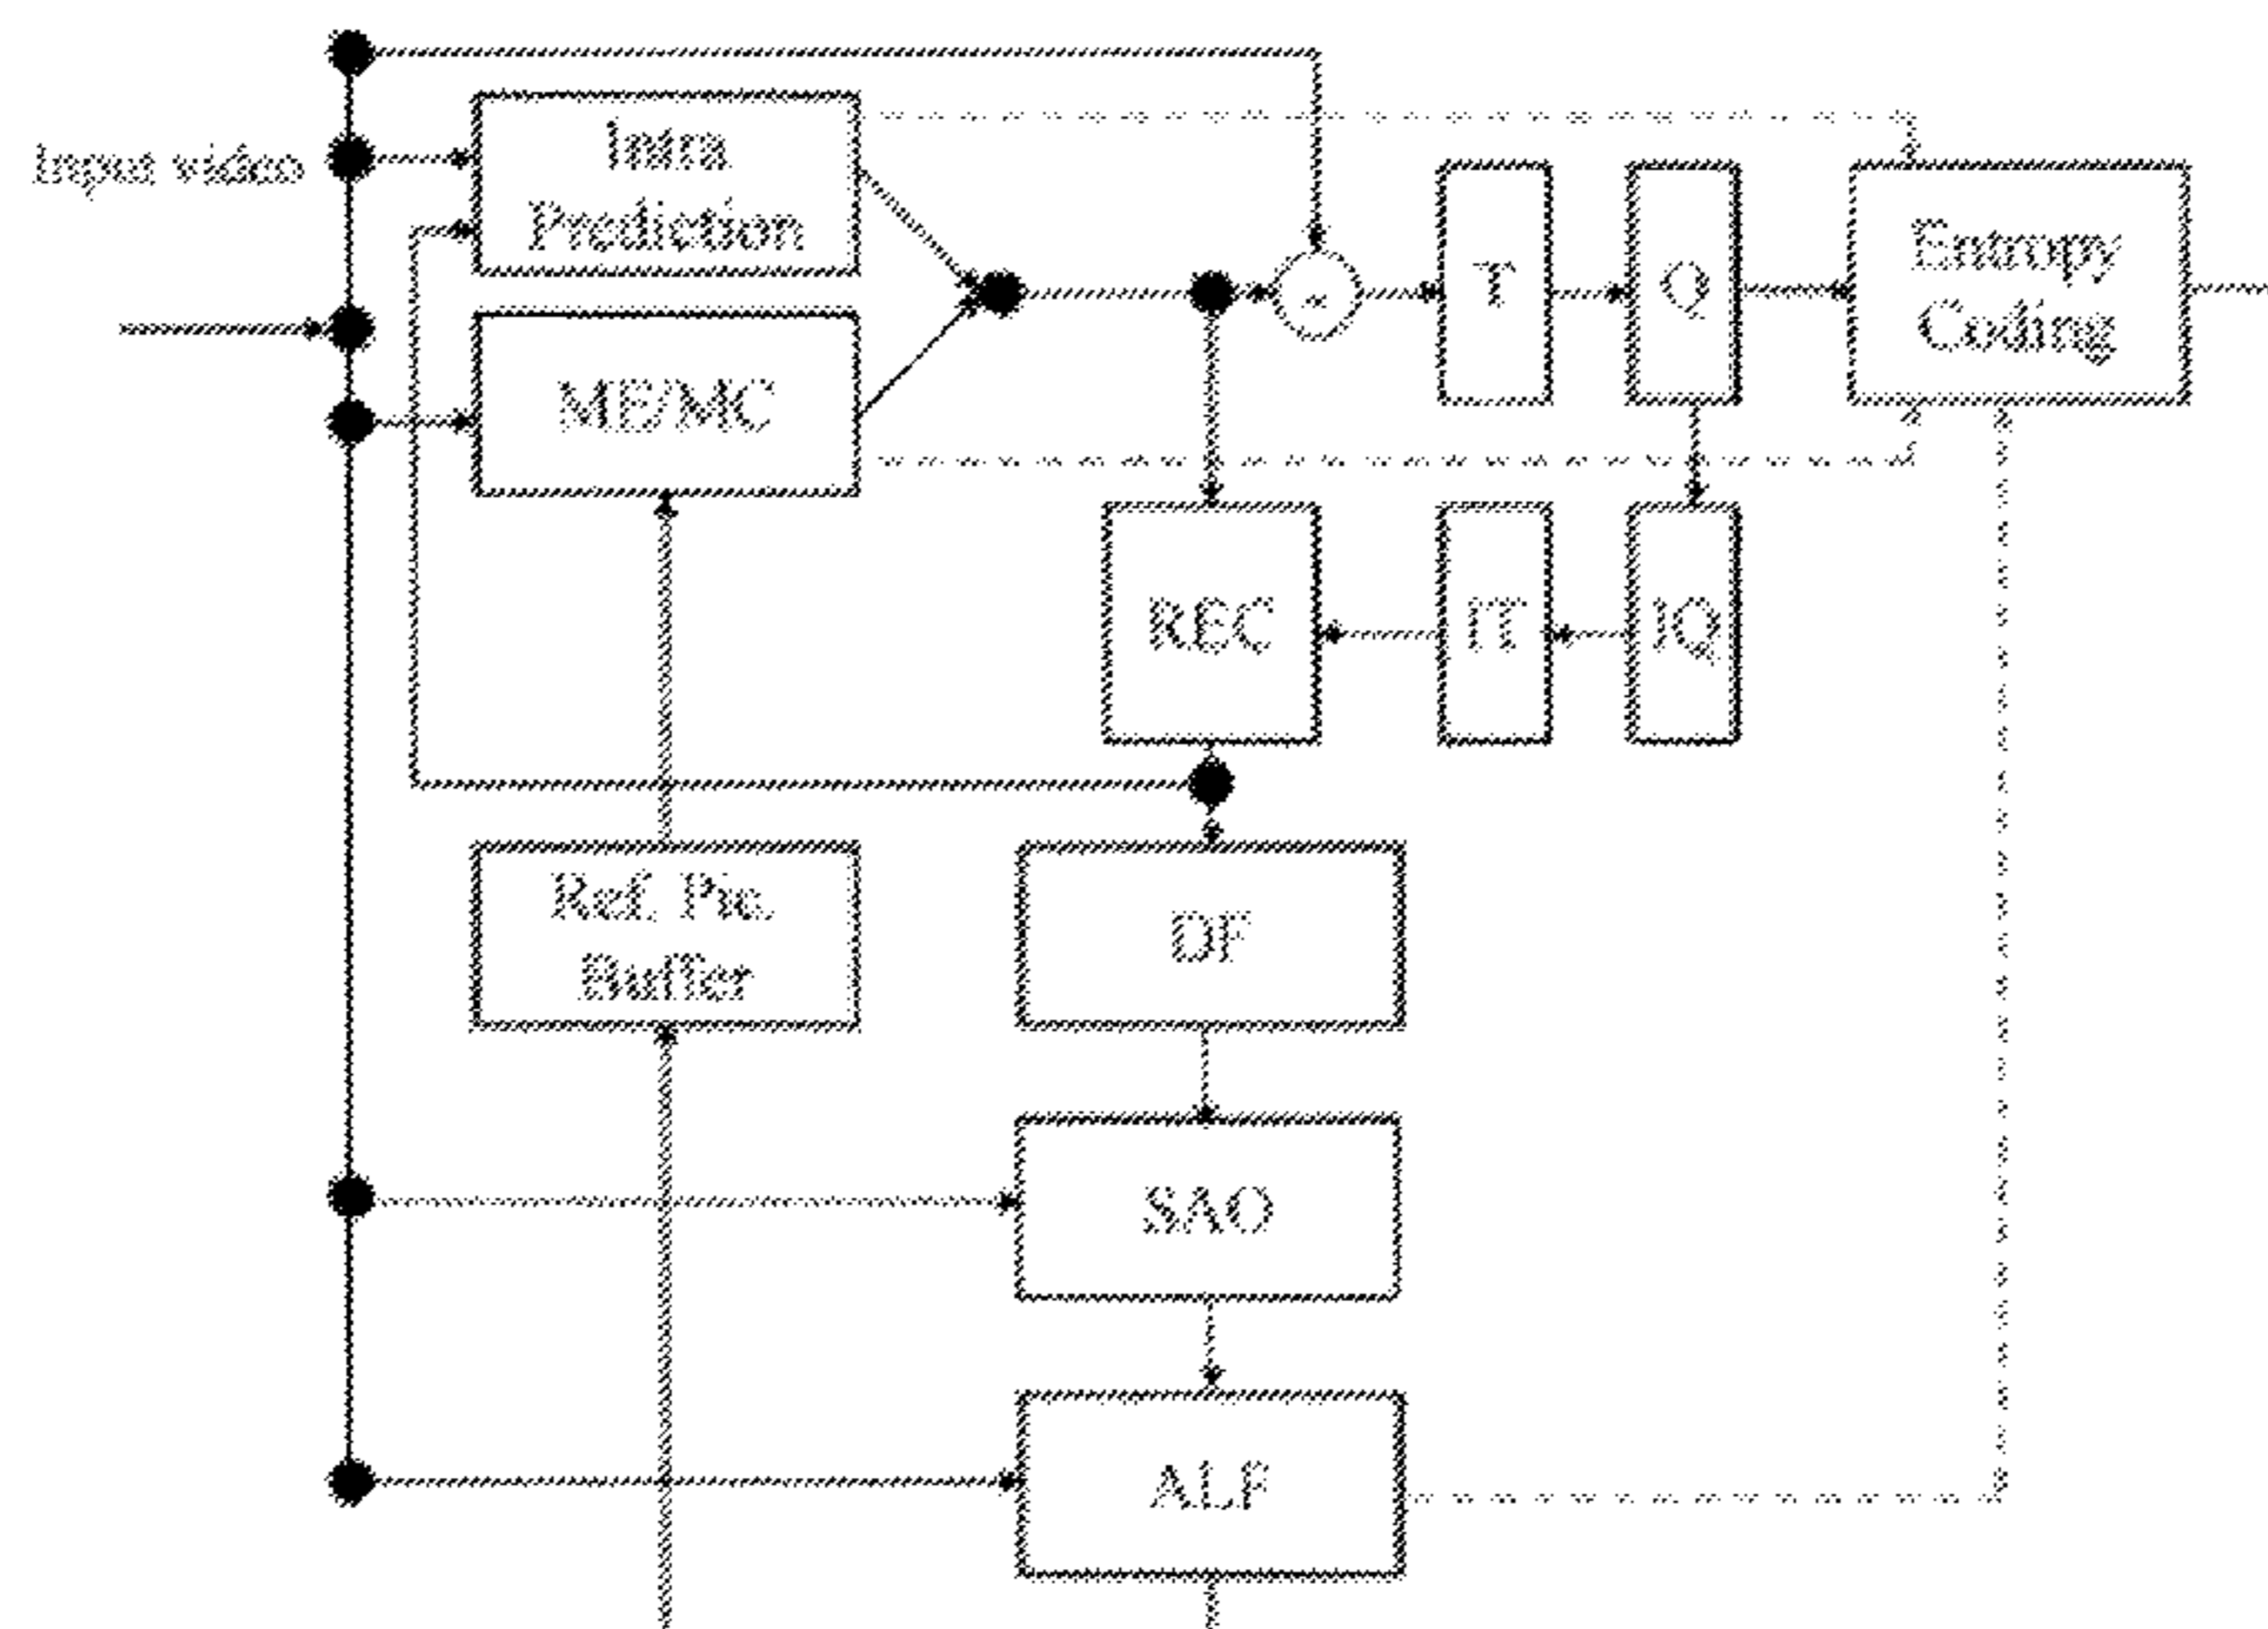 Input video
Intra
Prediction
ME/MC
T
Q
Entropy
Coding
REC
IT
IQ
Ref. Pic.
Buffer
DF
SAO
ALF